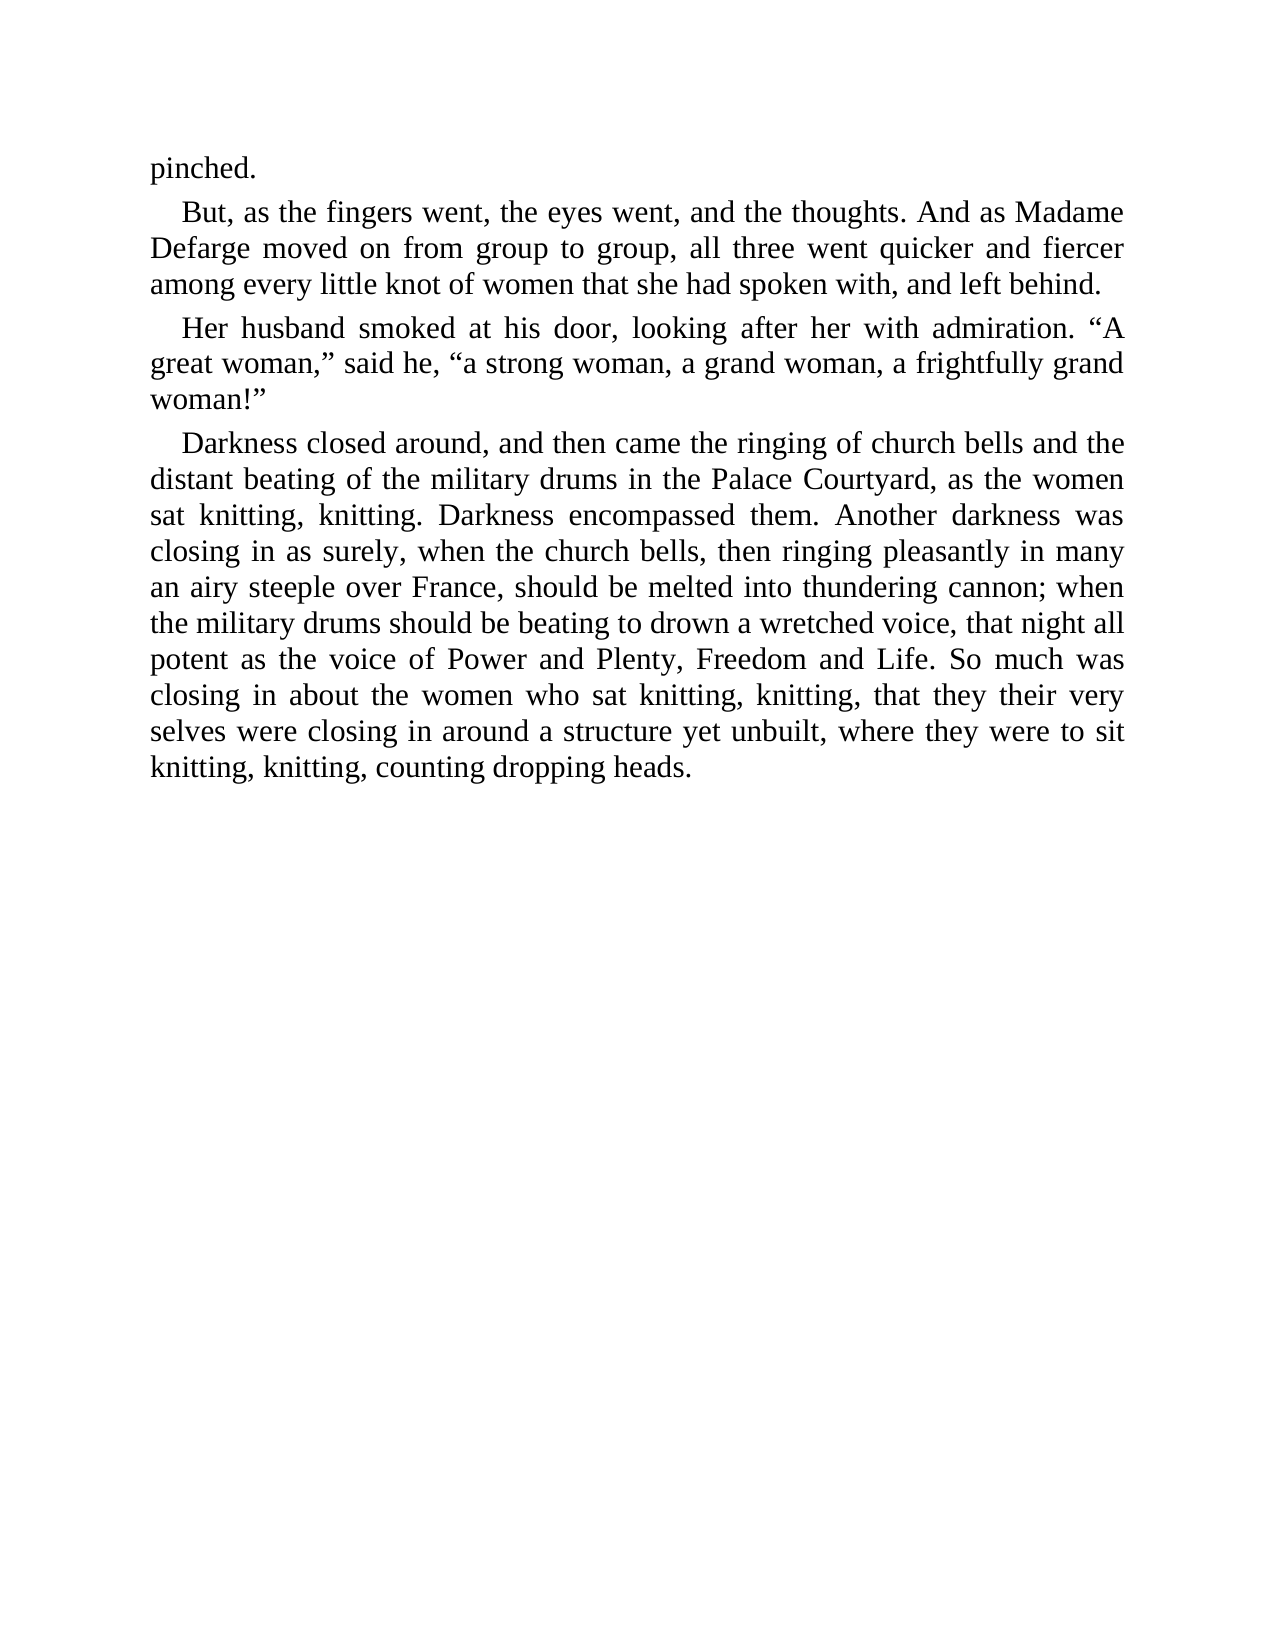 pinched.
But, as the fingers went, the eyes went, and the thoughts. And as Madame
Defarge moved on from group to group, all three went quicker and fiercer
among every little knot of women that she had spoken with, and left behind.
Her husband smoked at his door, looking after her with admiration. “A
great woman,” said he, “a strong woman, a grand woman, a frightfully grand
woman!”
Darkness closed around, and then came the ringing of church bells and the
distant beating of the military drums in the Palace Courtyard, as the women
sat knitting, knitting. Darkness encompassed them. Another darkness was
closing in as surely, when the church bells, then ringing pleasantly in many
an airy steeple over France, should be melted into thundering cannon; when
the military drums should be beating to drown a wretched voice, that night all
potent as the voice of Power and Plenty, Freedom and Life. So much was
closing in about the women who sat knitting, knitting, that they their very
selves were closing in around a structure yet unbuilt, where they were to sit
knitting, knitting, counting dropping heads.